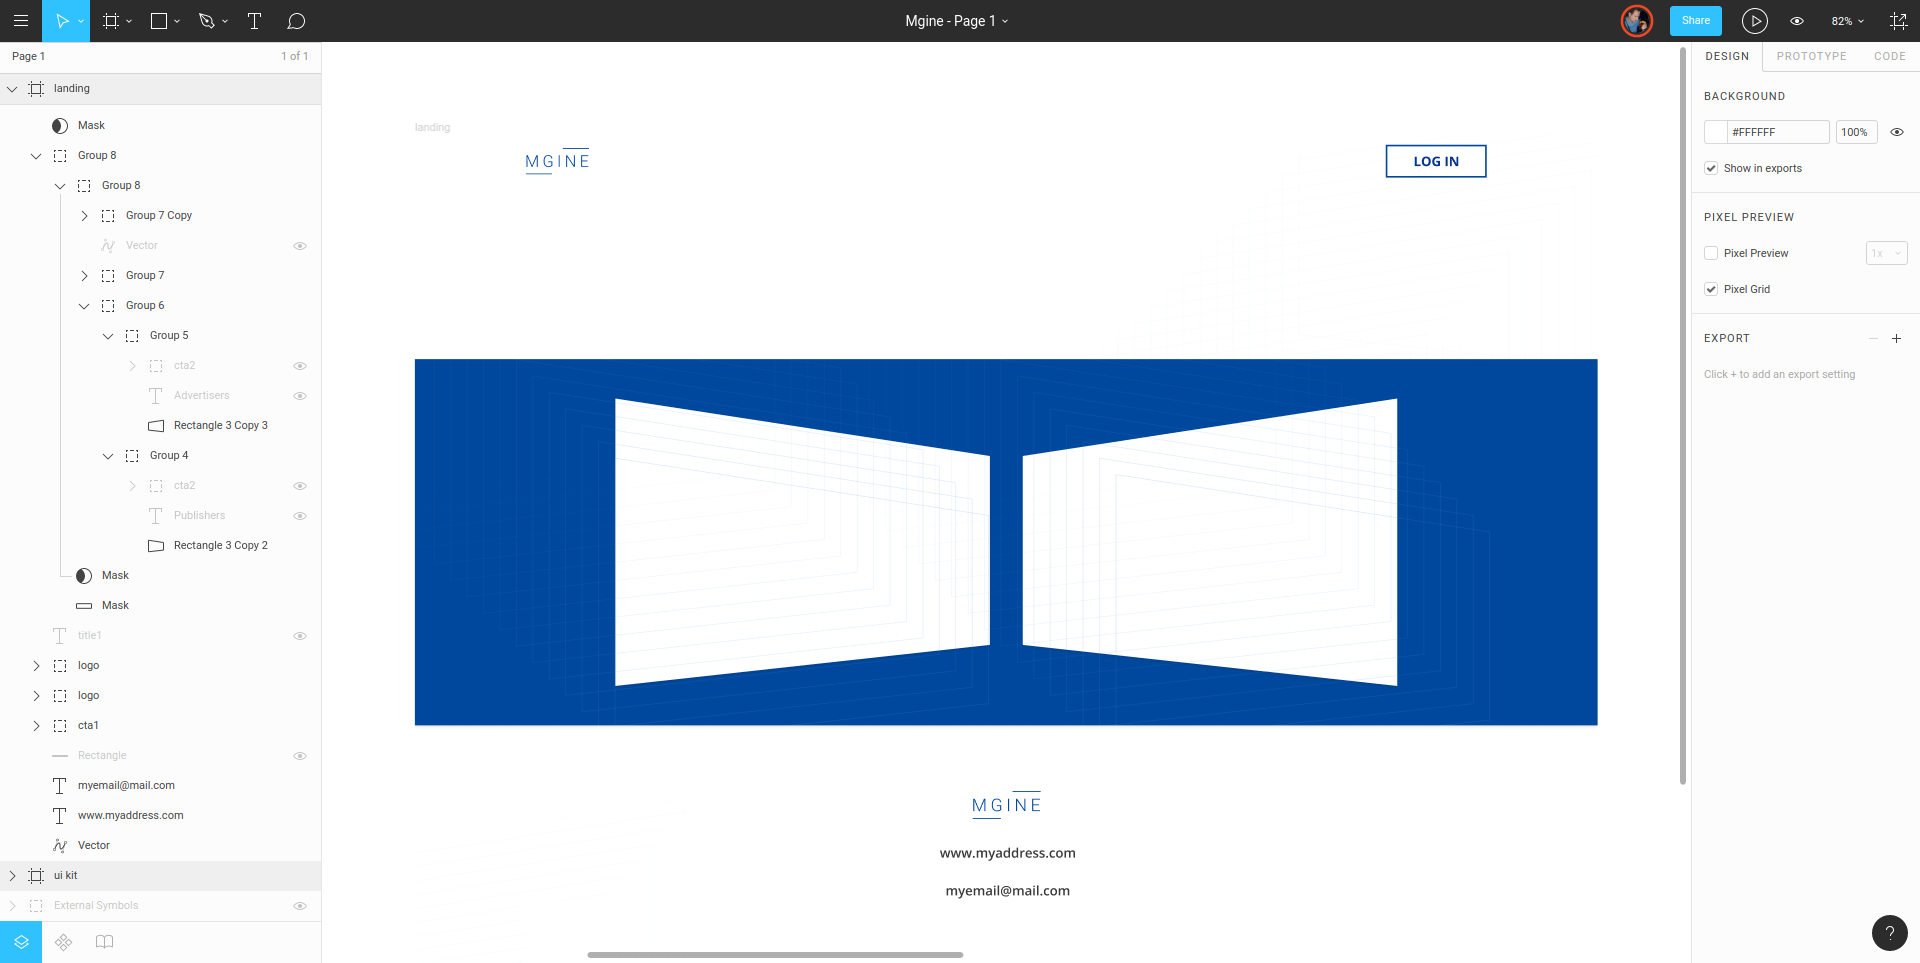 Mgine - Page 1
Share
82%
Page 1
1 of 1
landing
Mask
Group 8
Group 8
Group 7 Copy
Vector
Group 7
Group 6
Group 5
cta2
Advertisers
Rectangle 3 Copy 3
Group 4
cta2
Publishers
Rectangle 3 Copy 2
Mask
Mask
title1
logo
logo
cta1
Rectangle
myemail@mail.com
www.myaddress.com
Vector
ui kit
External Symbols
landing
MGINE
LOG IN
MGINE
www.myaddress.com
myemail@mail.com
DESIGN
PROTOTYPE
CODE
BACKGROUND
#FFFFFF
100%
Show in exports
PIXEL PREVIEW
Pixel Preview
1x
Pixel Grid
EXPORT
Click + to add an export setting
?